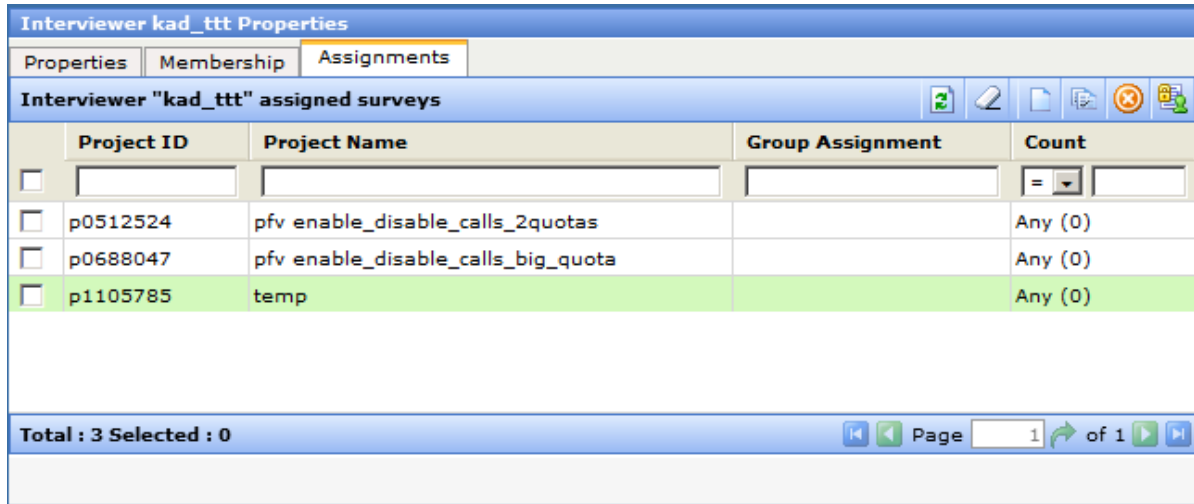 Interviewer kad_ttt Properties
Properties Membership Assignments
Interviewer "kad_ttt" assigned surveys
Project ID Project Name Group Assignment Count
=
p0512524 pfv enable_disable_calls_2quotas Any (0)
p0688047 pfv enable_disable_calls_big_quota Any (0)
p1105785 temp Any (0)
Total : 3 Selected : 0 Page 1 of 1